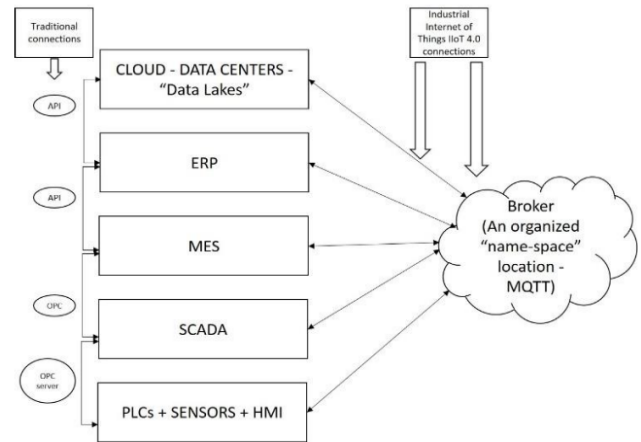 Traditional
connections
Industrial
Internet of
Things IIoT 4.0
connections
CLOUD - DATA CENTERS -
“Data Lakes”
API
ERP
API
MES
OPC
SCADA
OPC
server
PLCs + SENSORS + HMI
Broker
(An organized
“name-space”
location -
MQTT)